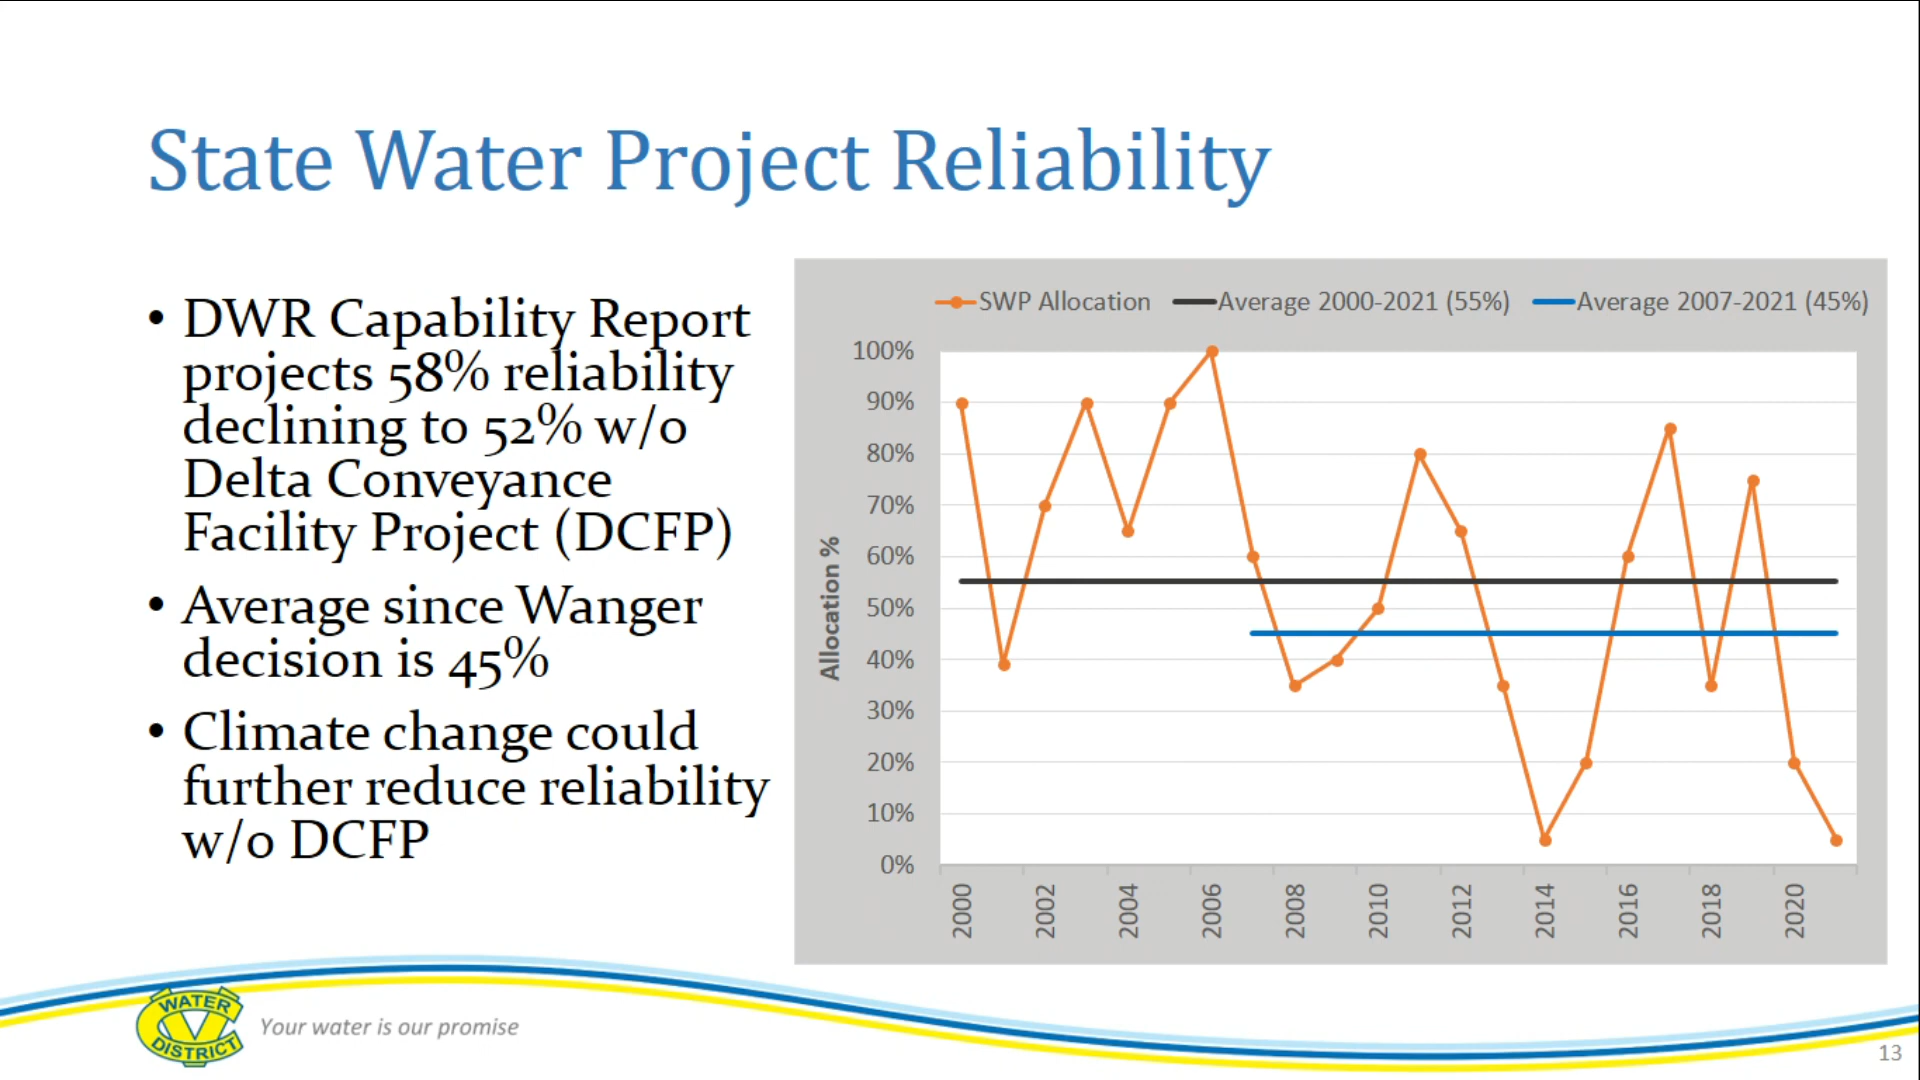 State Water Project Reliability
• DWR Capability Report
projects 58% reliability
declining to 52% w/o
Delta Conveyance
Facility Project (DCFP)
• Average since Wanger
decision is 45%
• Climate change could
further reduce reliability
w/o DCFP
SWP Allocation
Average 2000-2021 (55%)
Average 2007-2021 (45%)
Allocation %
100%
90%
80%
70%
60%
50%
40%
30%
20%
10%
0%
2000
2002
2004
2006
2008
2010
2012
2014
2016
2018
2020
WATER
CV
DISTRICT
Your water is our promise
13